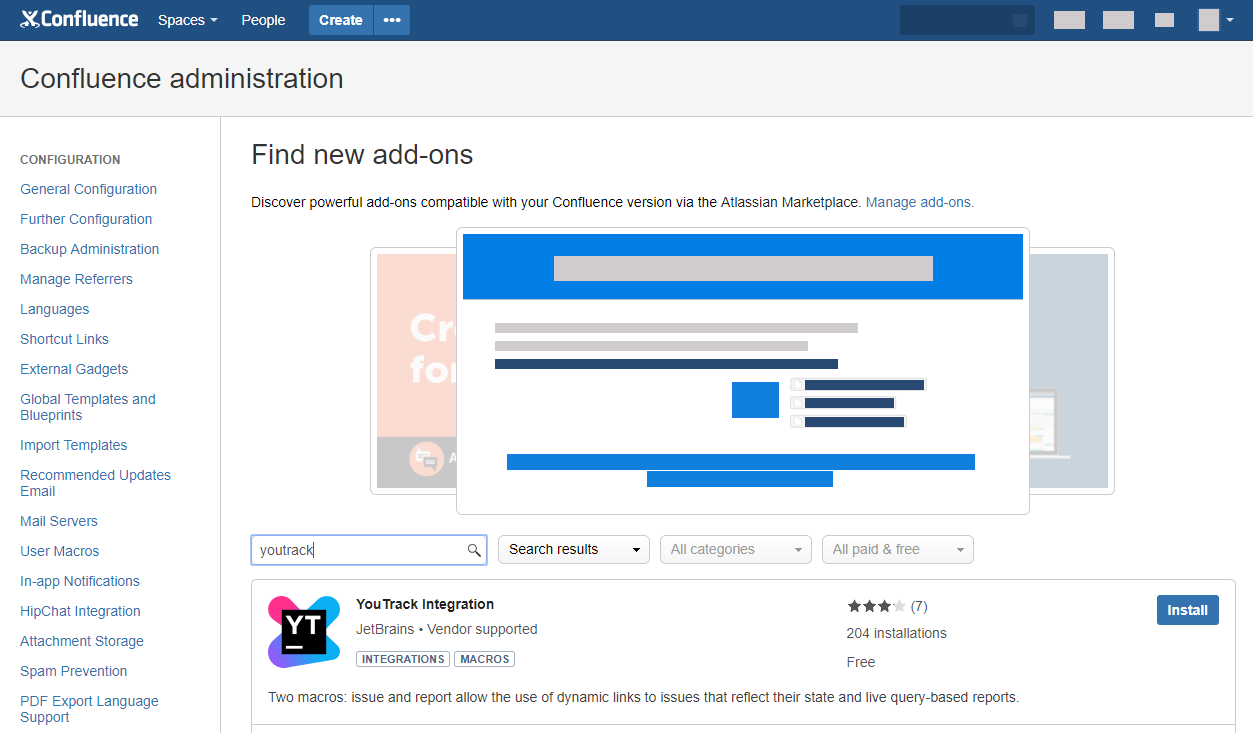 Confluence Spaces People Create •••
Confluence administration
CONFIGURATION
General Configuration
Further Configuration
Backup Administration
Manage Referrers
Languages
Shortcut Links
External Gadgets
Global Templates and
Blueprints
Import Templates
Recommended Updates
Email
Mail Servers
User Macros
In-app Notifications
HipChat Integration
Attachment Storage
Spam Prevention
PDF Export Language
Support
Find new add-ons
Discover powerful add-ons compatible with your Confluence version via the Atlassian Marketplace. Manage add-ons.
Cr
for
A
youtrack Search results All categories All paid & free
YT
YouTrack Integration
JetBrains • Vendor supported
INTEGRATIONS MACROS
(7)
204 installations
Free
Install
Two macros: issue and report allow the use of dynamic links to issues that reflect their state and live query-based reports.